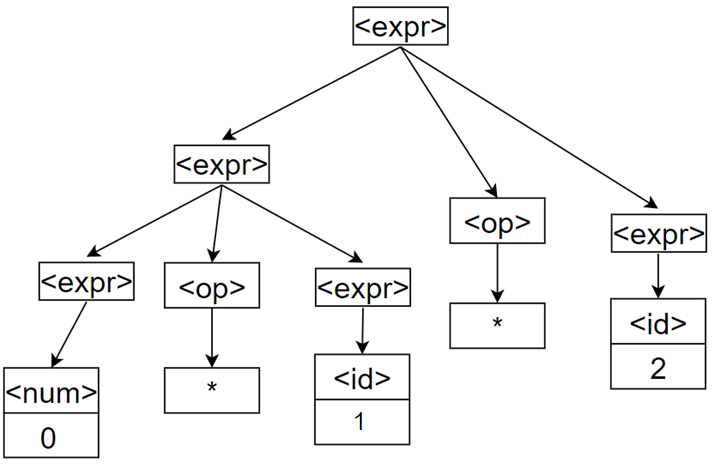 <expr>
<expr>
<op>
<expr>
<expr>
<op>
<expr>
*
<id>
2
<num>
0
*
<id>
1